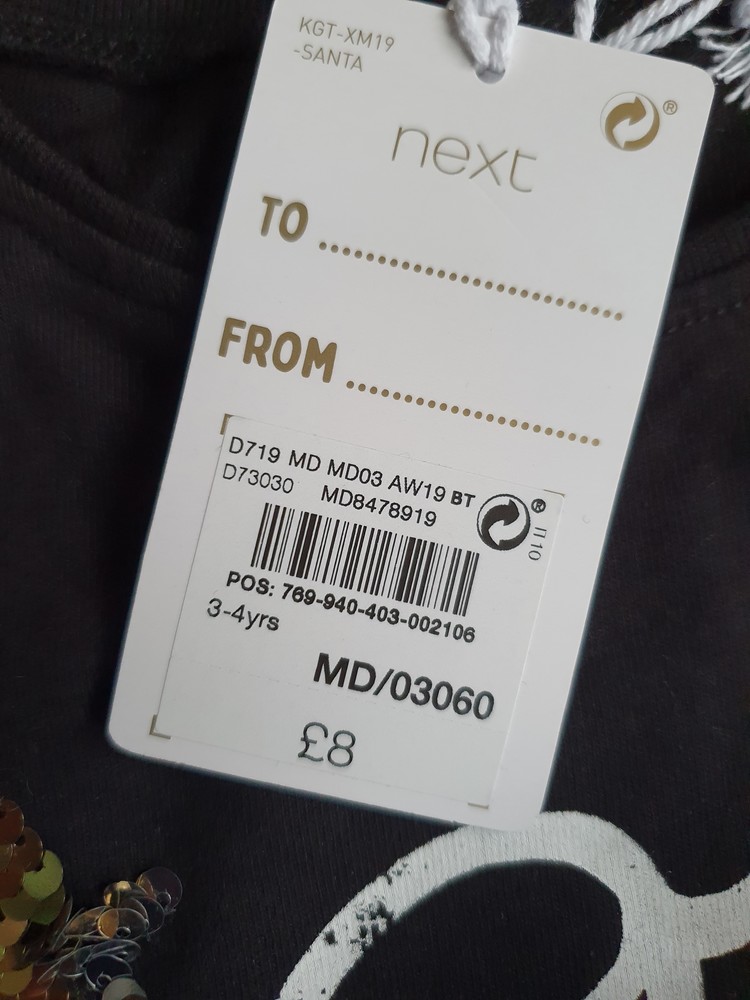 KGT-XM19
-SANTA
®
next
TO ........................................
FROM ..................................
D719 MD MD03 AW19 BT
D73030 MD8478919
®
IT10
POS: 769-940-403-002106
3-4yrs
MD/03060
£8